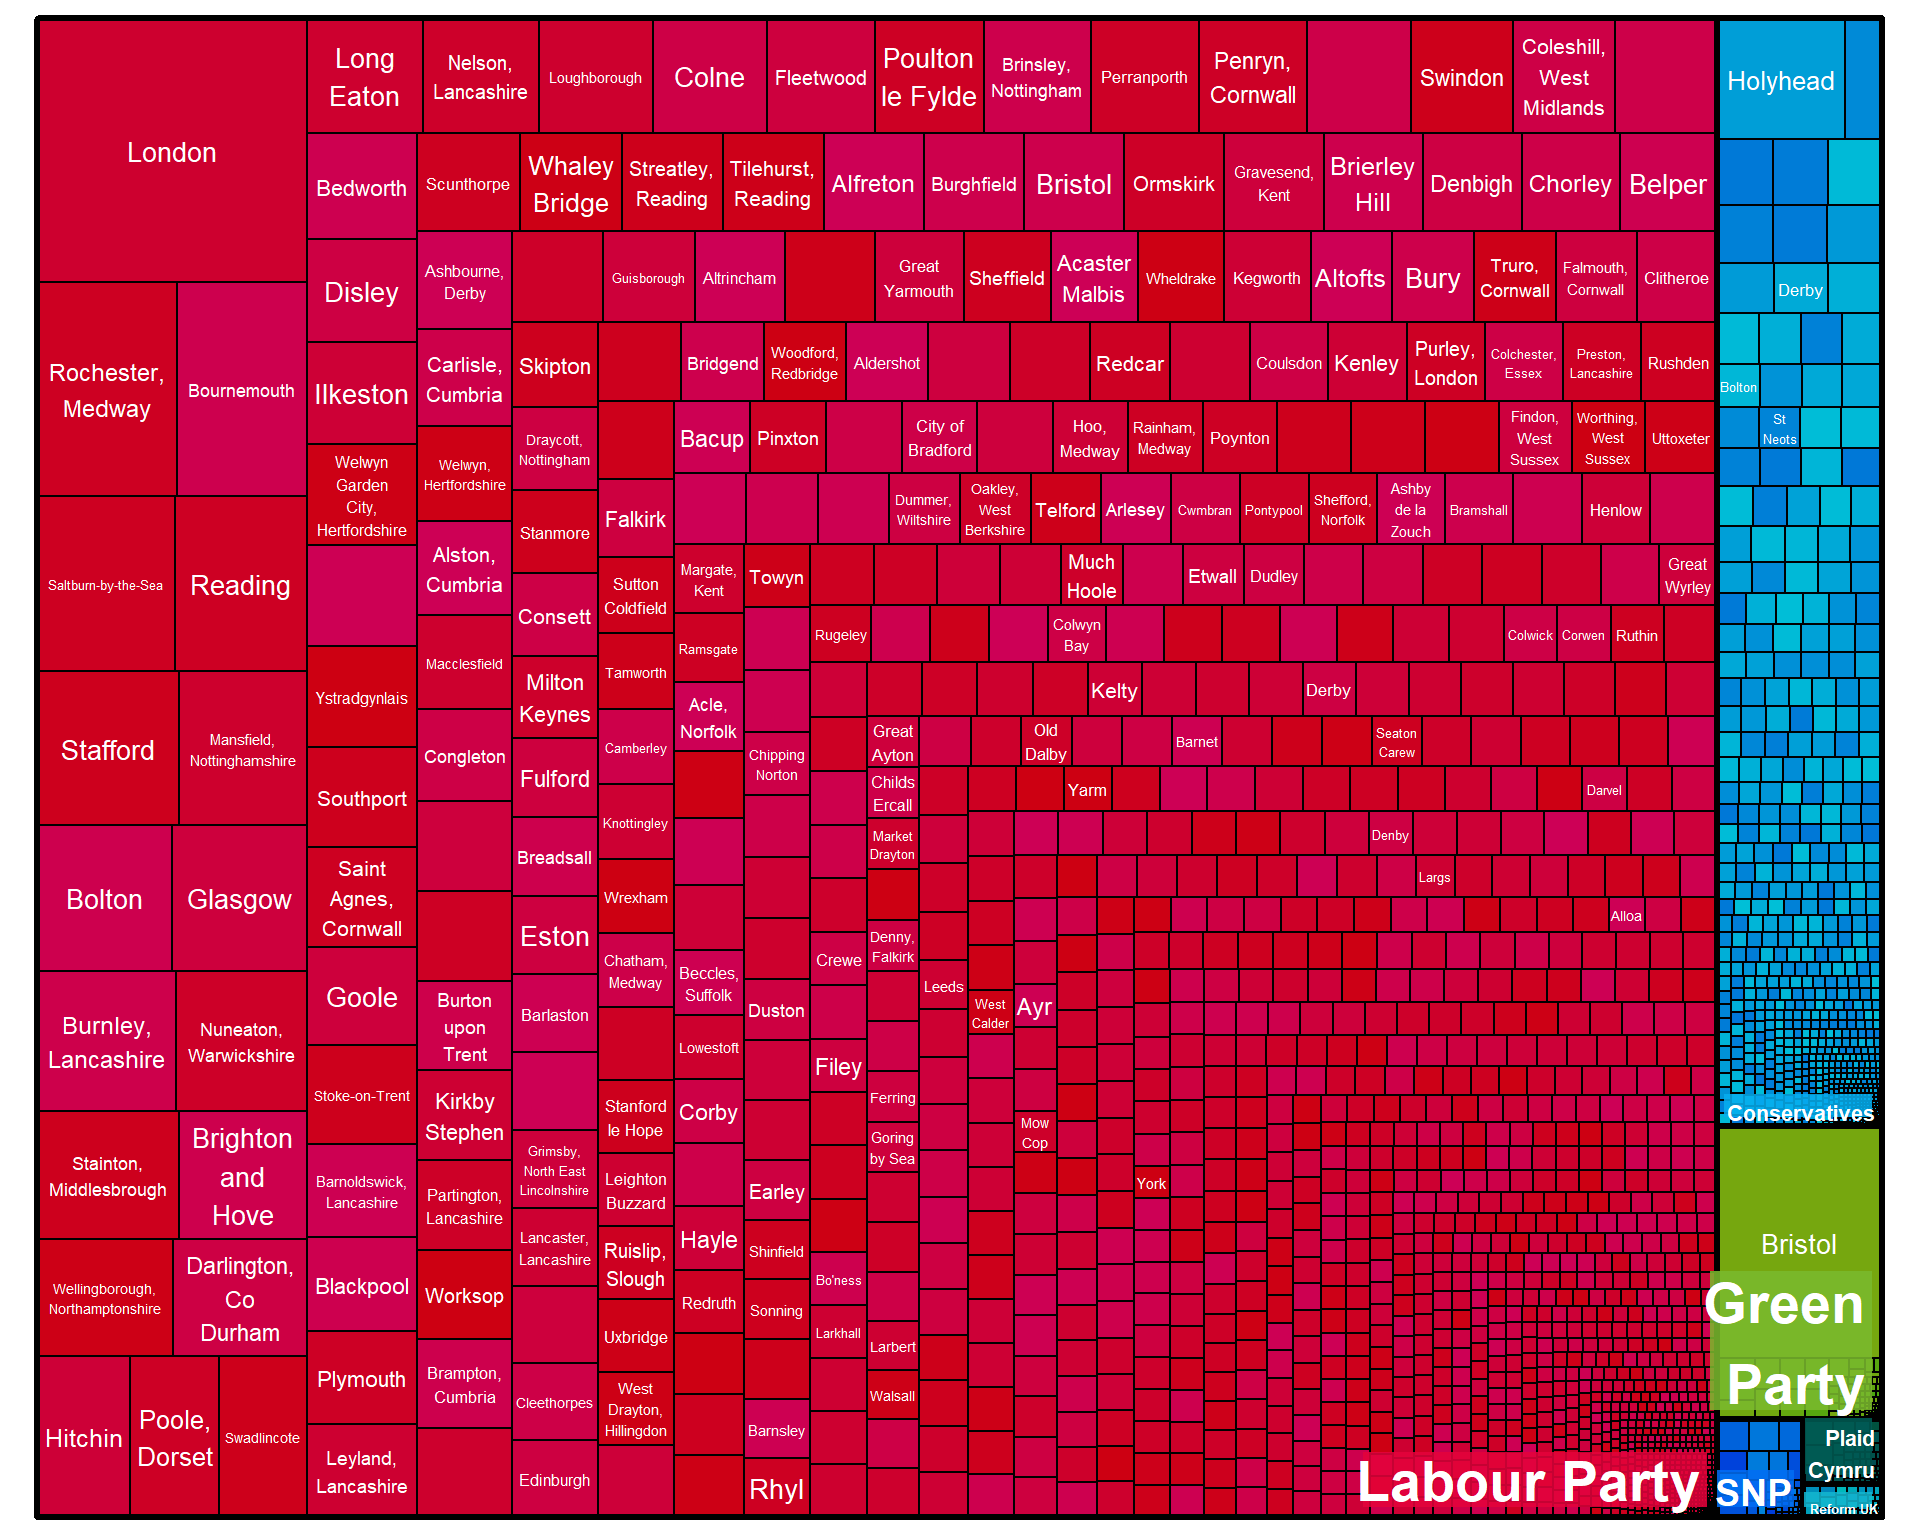 London
Long
Eaton
Nelson,
Lancashire
Loughborough
Colne
Fleetwood
Poulton
le Fylde
Brinsley,
Nottingham
Perranporth
Penryn,
Cornwall
Swindon
Coleshill,
West
Midlands
Holyhead
Bedworth
Scunthorpe
Whaley
Bridge
Streatley,
Reading
Tilehurst,
Reading
Alfreton
Burghfield
Bristol
Ormskirk
Gravesend,
Kent
Brierley
Hill
Denbigh
Chorley
Belper
Disley
Ashbourne,
Derby
Guisborough
Altrincham
Great
Yarmouth
Sheffield
Acaster
Malbis
Wheldrake
Kegworth
Altofts
Bury
Truro,
Cornwall
Falmouth,
Cornwall
Clitheroe
Derby
Rochester,
Medway
Bournemouth
Ilkeston
Carlisle,
Cumbria
Skipton
Bridgend
Woodford,
Redbridge
Aldershot
Redcar
Coulsdon
Kenley
Purley,
London
Colchester,
Essex
Preston,
Lancashire
Rushden
Bolton
Welwyn
Garden
City,
Hertfordshire
Welwyn,
Hertfordshire
Draycott,
Nottingham
Bacup
Pinxton
City of
Bradford
Hoo,
Medway
Rainham,
Medway
Poynton
Findon,
West
Sussex
Worthing,
West
Sussex
Uttoxeter
St
Neots
Saltburn-by-the-Sea
Reading
Alston,
Cumbria
Stanmore
Falkirk
Dummer,
Wiltshire
Oakley,
West
Berkshire
Telford
Arlesey
Cwmbran
Pontypool
Shefford,
Norfolk
Ashby
de la
Zouch
Bramshall
Henlow
Consett
Sutton
Coldfield
Margate,
Kent
Towyn
Much
Hoole
Etwall
Dudley
Great
Wyrley
Ystradgynlais
Macclesfield
Milton
Keynes
Tamworth
Ramsgate
Rugeley
Colwyn
Bay
Colwick
Corwen
Ruthin
Stafford
Mansfield,
Nottinghamshire
Congleton
Camberley
Acle,
Norfolk
Chipping
Norton
Kelty
Derby
Great
Ayton
Old
Dalby
Barnet
Seaton
Carew
Southport
Fulford
Knottingley
Childs
Ercall
Yarm
Darvel
Bolton
Glasgow
Saint
Agnes,
Cornwall
Breadsall
Wrexham
Market
Drayton
Denby
Largs
Eston
Denny,
Falkirk
Alloa
Burnley,
Lancashire
Nuneaton,
Warwickshire
Goole
Burton
upon
Trent
Barlaston
Chatham,
Medway
Beccles,
Suffolk
Duston
Crewe
Leeds
West
Calder
Ayr
Stoke-on-Trent
Kirkby
Stephen
Stanford
le Hope
Lowestoft
Corby
Filey
Ferring
Goring
by Sea
Mow
Cop
York
Conservatives
Stainton,
Middlesbrough
Brighton
and
Hove
Barnoldswick,
Lancashire
Partington,
Lancashire
Grimsby,
North East
Lincolnshire
Leighton
Buzzard
Earley
Wellingborough,
Northamptonshire
Darlington,
Co
Durham
Blackpool
Worksop
Lancaster,
Lancashire
Ruislip,
Slough
Hayle
Shinfield
Redruth
Sonning
Bo'ness
Larkhall
Bristol
Green
Party
Hitchin
Poole,
Dorset
Swadlincote
Plymouth
Leyland,
Lancashire
Brampton,
Cumbria
Cleethorpes
Edinburgh
Uxbridge
West
Drayton,
Hillingdon
Barnsley
Rhyl
Larbert
Walsall
Labour Party
SNP
Plaid
Cymru
Reform UK